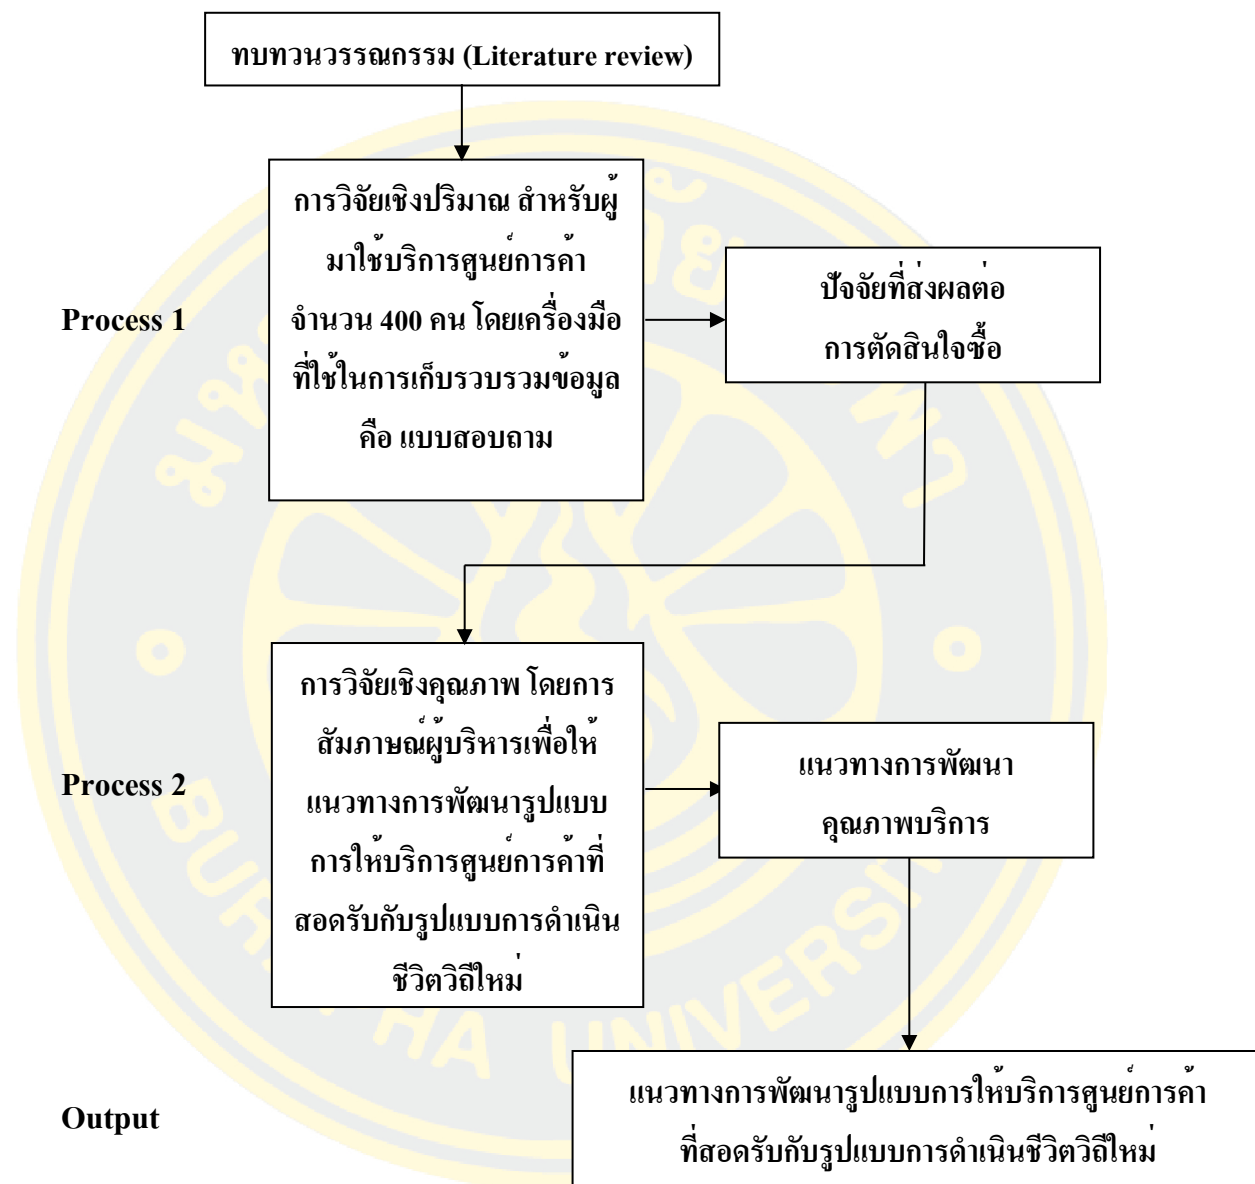 ทบทวนวรรณกรรม (Literature review)
การวิจัยเชิงปริมาณ สำหรับผู้
มาใช้บริการศูนย์การค้า
จำนวน 400 คน โดยเครื่องมือ
ที่ใช้ในการเก็บรวบรวมข้อมูล
คือ แบบสอบถาม
Process 1
ปัจจัยที่ส่งผลต่อ
การตัดสินใจซื้อ
การวิจัยเชิงคุณภาพ โดยการ
สัมภาษณ์ผู้บริหารเพื่อให้
แนวทางการพัฒนารูปแบบ
การให้บริการศูนย์การค้าที่
สอดรับกับรูปแบบการดำเนิน
ชีวิตวิถีใหม่
Process 2
แนวทางการพัฒนา
คุณภาพบริการ
Output
แนวทางการพัฒนารูปแบบการให้บริการศูนย์การค้า
ที่สอดรับกับรูปแบบการดำเนินชีวิตวิถีใหม่
UNIVERSIT